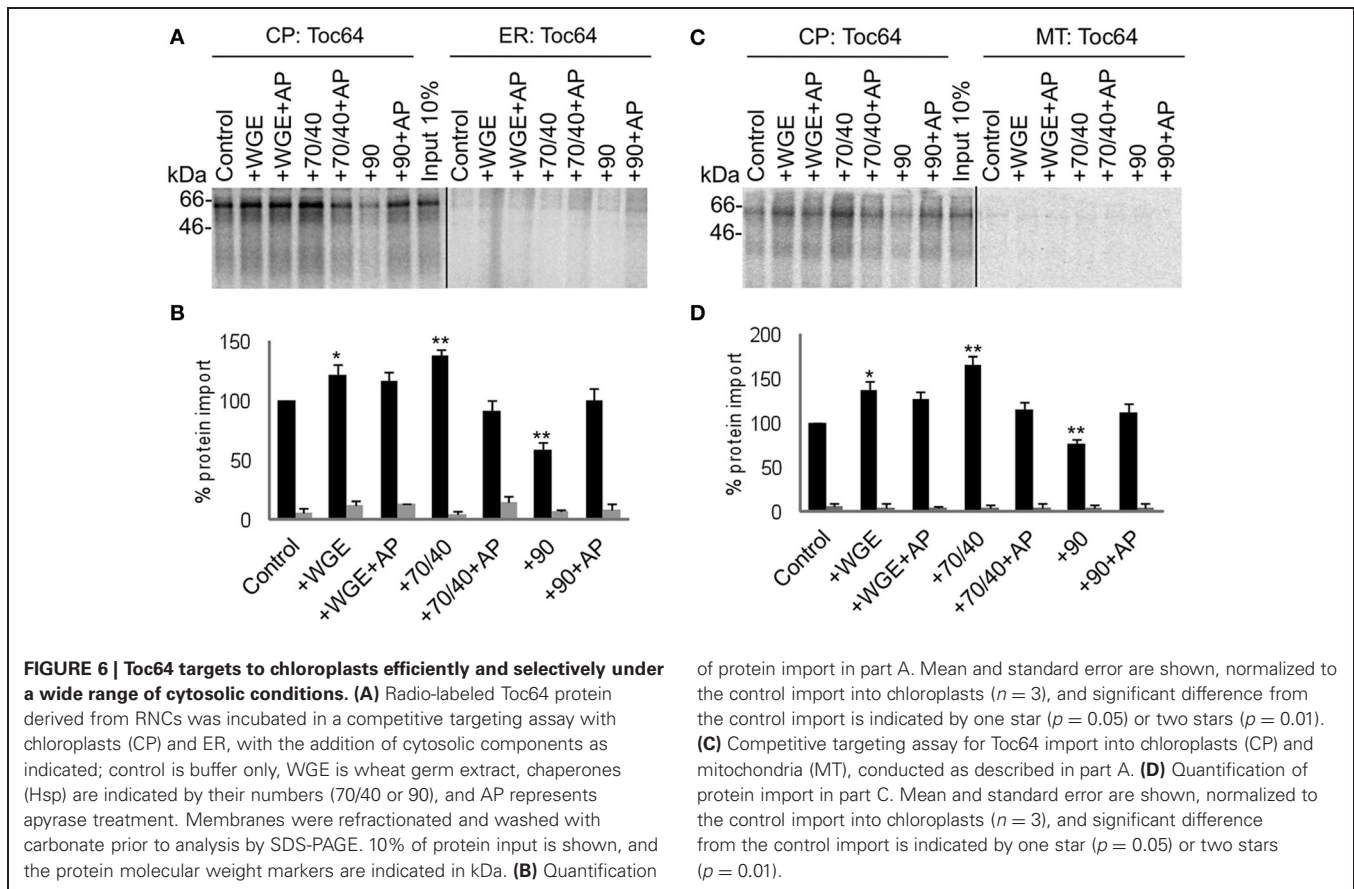 A
CP: Toc64
ER: Toc64
Control
+WGE
+WGE+AP
+70/40
+70/40+AP
+90
+90+AP
Input 10%
Control
+WGE
+WGE+AP
+70/40
+70/40+AP
+90
+90+AP
kDa
66-
46-
C
CP: Toc64
MT: Toc64
Control
+WGE
+WGE+AP
+70/40
+70/40+AP
+90
+90+AP
Input 10%
Control
+WGE
+WGE+AP
+70/40
+70/40+AP
+90
+90+AP
kDa
66-
46-
B
% protein import
150
100
50
0
*
**
**
Control
+WGE
+WGE+AP
+70/40
+70/40+AP
+90
+90+AP
D
% protein import
200
150
100
50
0
*
**
**
Control
+WGE
+WGE+AP
+70/40
+70/40+AP
+90
+90+AP
FIGURE 6 | Toc64 targets to chloroplasts efficiently and selectively under
a wide range of cytosolic conditions. (A) Radio-labeled Toc64 protein
derived from RNCs was incubated in a competitive targeting assay with
chloroplasts (CP) and ER, with the addition of cytosolic components as
indicated; control is buffer only, WGE is wheat germ extract, chaperones
(Hsp) are indicated by their numbers (70/40 or 90), and AP represents
apyrase treatment. Membranes were refractionated and washed with
carbonate prior to analysis by SDS-PAGE. 10% of protein input is shown, and
the protein molecular weight markers are indicated in kDa. (B) Quantification
of protein import in part A. Mean and standard error are shown, normalized to
the control import into chloroplasts (n = 3), and significant difference from
the control import is indicated by one star (p = 0.05) or two stars (p = 0.01).
(C) Competitive targeting assay for Toc64 import into chloroplasts (CP) and
mitochondria (MT), conducted as described in part A. (D) Quantification of
protein import in part C. Mean and standard error are shown, normalized to
the control import into chloroplasts (n = 3), and significant difference
from the control import is indicated by one star (p = 0.05) or two stars
(p = 0.01).